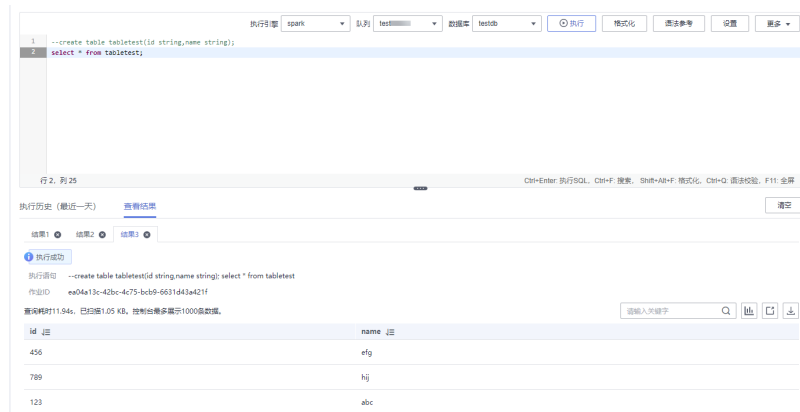 执行引擎 spark 队列 test 数据库 testdb 执行 格式化 语法参考 设置 更多
1 --create table tabletest(id string,name string);
2 select * from tabletest;
行 2，列 25 Ctrl+Enter: 执行SQL，Ctrl+F: 搜索， Shift+Alt+F: 格式化，Ctrl+Q: 语法校验，F11: 全屏
执行历史（最近一天） 查看结果 清空
结果1 结果2 结果3
执行成功
执行语句 --create table tabletest(id string,name string); select * from tabletest
作业ID ea04a13c-42bc-4c75-bcb9-6631d43a421f
查询耗时11.94s，已扫描1.05 KB。控制台最多展示1000条数据。 请输入关键字
id name
456 efg
789 hij
123 abc